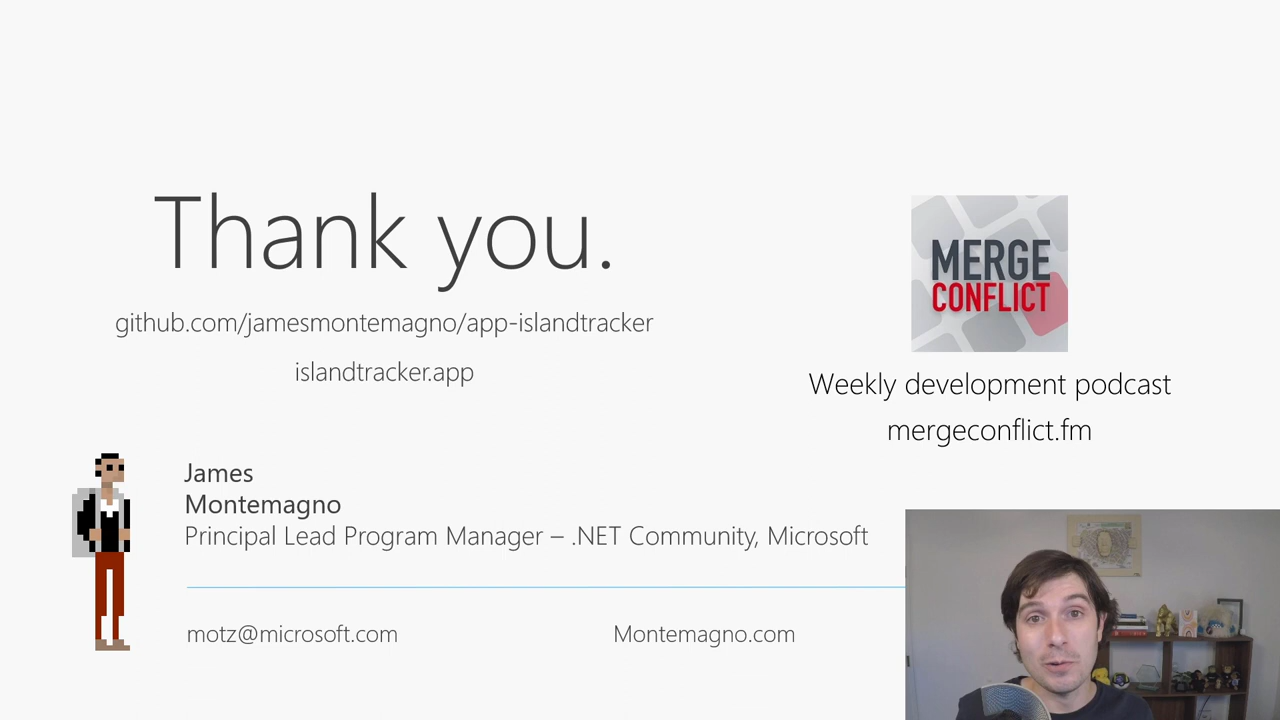 Thank you.
github.com/jamesmontemagno/app-islandtracker
islandtracker.app
MERGE
CONFLICT
Weekly development podcast
mergeconflict.fm
James
Montemagno
Principal Lead Program Manager – .NET Community, Microsoft
motz@microsoft.com
Montemagno.com